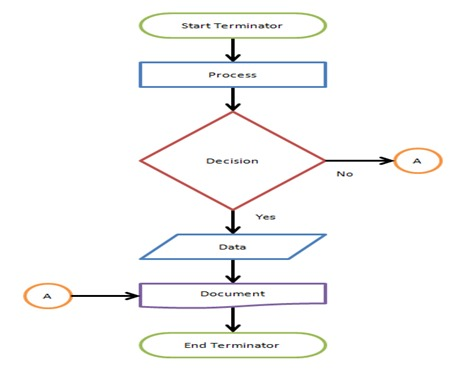 Start Terminator
Process
Decision
A
No
Yes
Data
Document
A
End Terminator